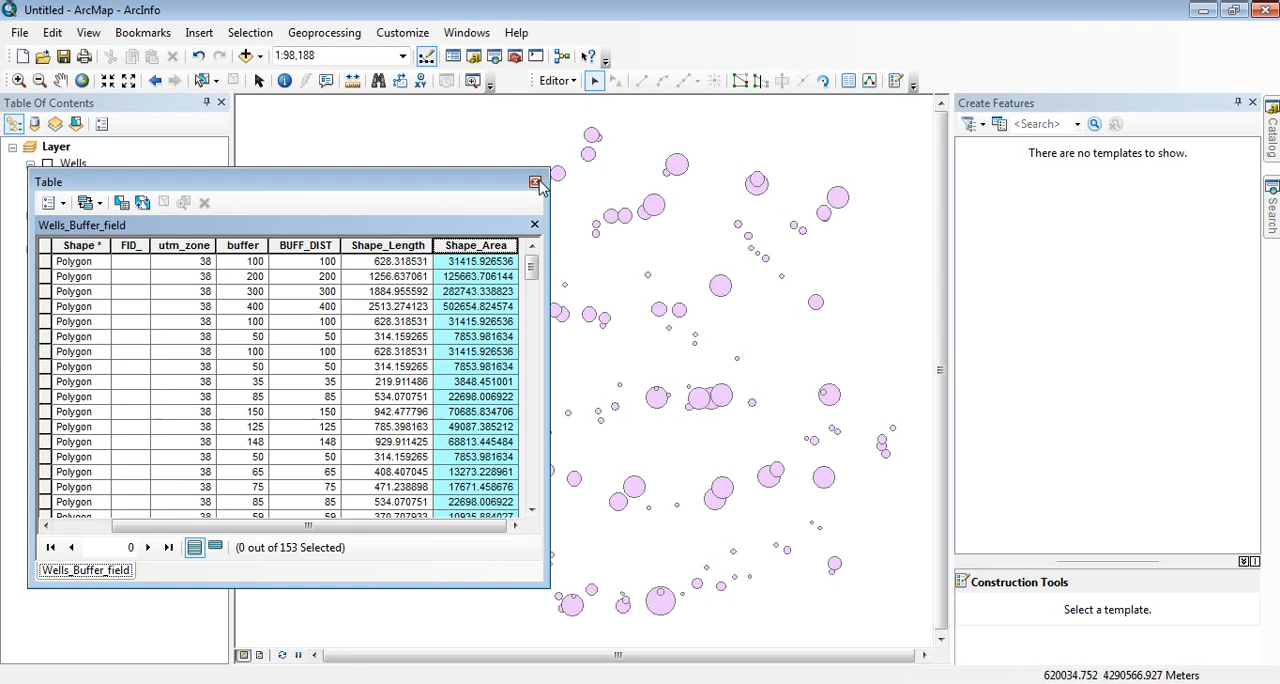 Untitled - ArcMap - ArcInfo
File Edit View Bookmarks Insert Selection Geoprocessing Customize Windows Help
1:98,188
Editor
Table Of Contents
Layer
Wells
Table
Wells_Buffer_field
Shape * FID_ utm_zone buffer BUFF_DIST Shape_Length Shape_Area
Polygon 38 100 100 628.318531 31415.926536
Polygon 38 200 200 1256.637061 125663.706144
Polygon 38 300 300 1884.955592 282743.338823
Polygon 38 400 400 2513.274123 502654.824574
Polygon 38 100 100 628.318531 31415.926536
Polygon 38 50 50 314.159265 7853.981634
Polygon 38 100 100 628.318531 31415.926536
Polygon 38 50 50 314.159265 7853.981634
Polygon 38 35 35 219.911486 3848.451001
Polygon 38 85 85 534.070751 22698.006922
Polygon 38 150 150 942.477796 70685.834706
Polygon 38 125 125 785.398163 49087.385212
Polygon 38 148 148 929.911425 68813.445484
Polygon 38 50 50 314.159265 7853.981634
Polygon 38 65 65 408.407045 13273.228961
Polygon 38 75 75 471.238898 17671.458676
Polygon 38 85 85 534.070751 22698.006922
Polygon 38 59 59 370.707933 10935.884027
0 (0 out of 153 Selected)
Wells_Buffer_field
Create Features
<Search>
There are no templates to show.
Construction Tools
Select a template.
Catalog
Search
620034.752 4290566.927 Meters